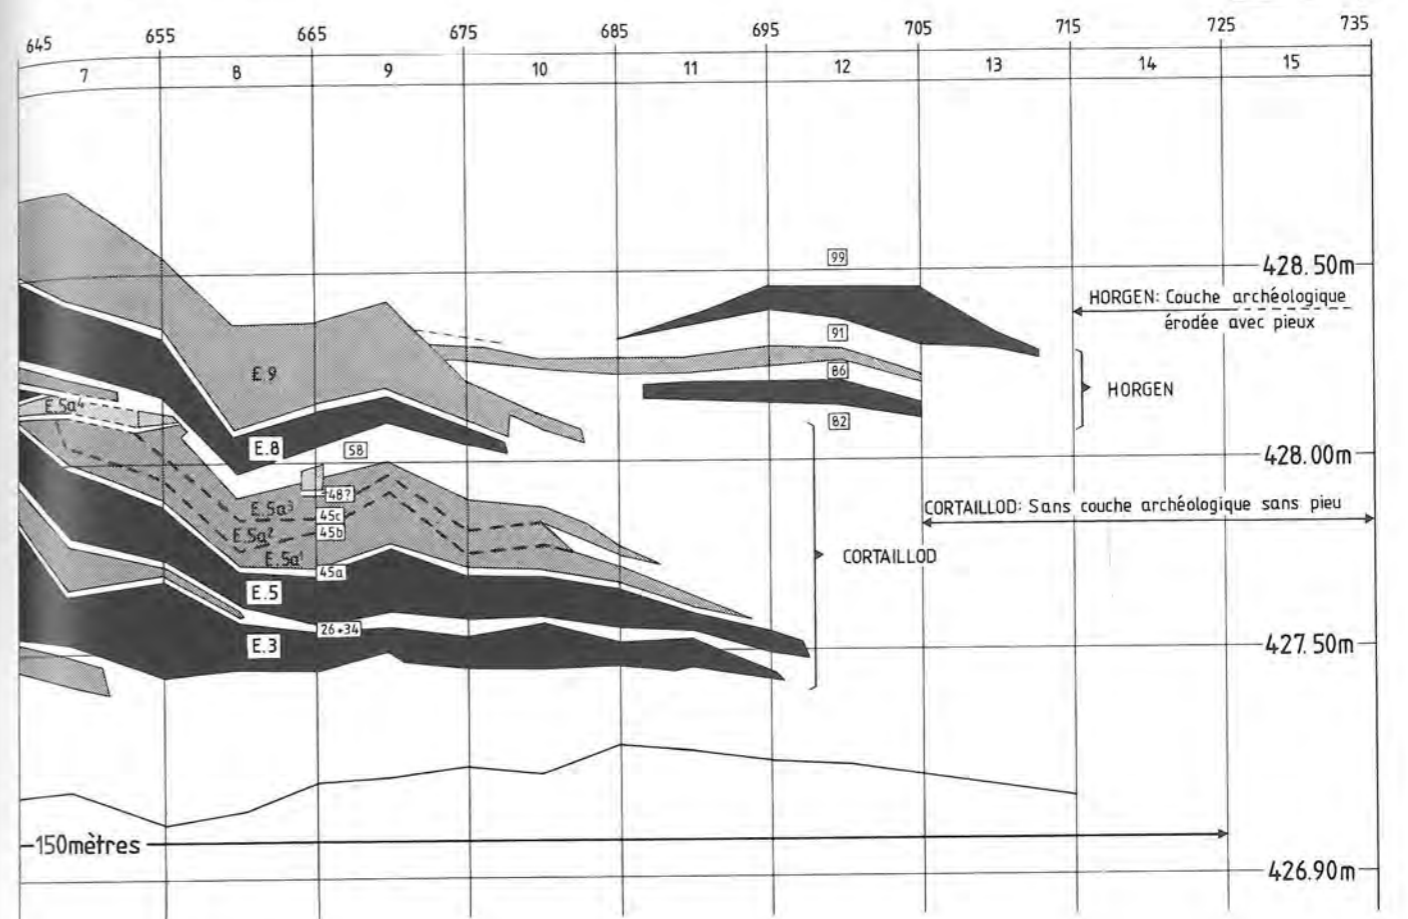 645 655 665 675 685 695 705 715 725 735
7 8 9 10 11 12 13 14 15
99
428.50m
HORGEN: Couche archéologique
érodée avec pieux
91
E.9
86
HORGEN
E.5a⁴
82
E.8
58
428.00m
48?
E.5a³
45c
CORTAILLOD: Sans couche archéologique sans pieu
E.5a²
45b
E.5a¹
CORTAILLOD
45a
E.5
26+34
E.3
427.50m
150mètres
426.90m